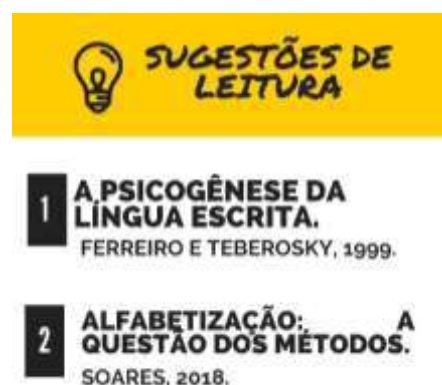 SUGESTÕES DE
LEITURA
1
A PSICOGÊNESE DA
LÍNGUA ESCRITA.
FERREIRO E TEBEROSKY, 1999.
2
ALFABETIZAÇÃO: A
QUESTÃO DOS MÉTODOS.
SOARES, 2018.